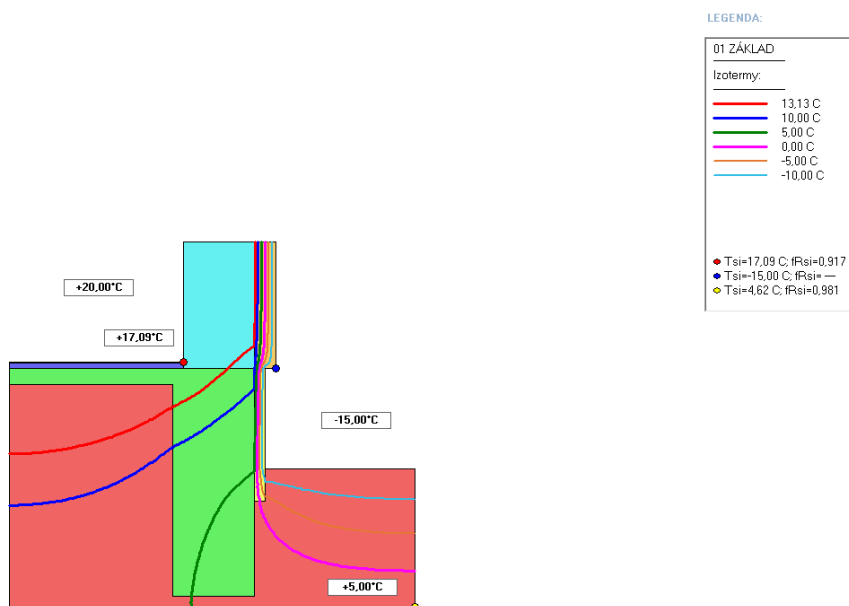 LEGENDA:
01 ZÁKLAD
Izotermy:
13,13 C
10,00 C
5,00 C
0,00 C
-5,00 C
-10,00 C
Tsi=17,09 C; fRsi=0,917
Tsi=-15,00 C; fRsi= ---
Tsi=4,62 C; fRsi=0,981
+20,00°C
+17,09°C
-15,00°C
+5,00°C